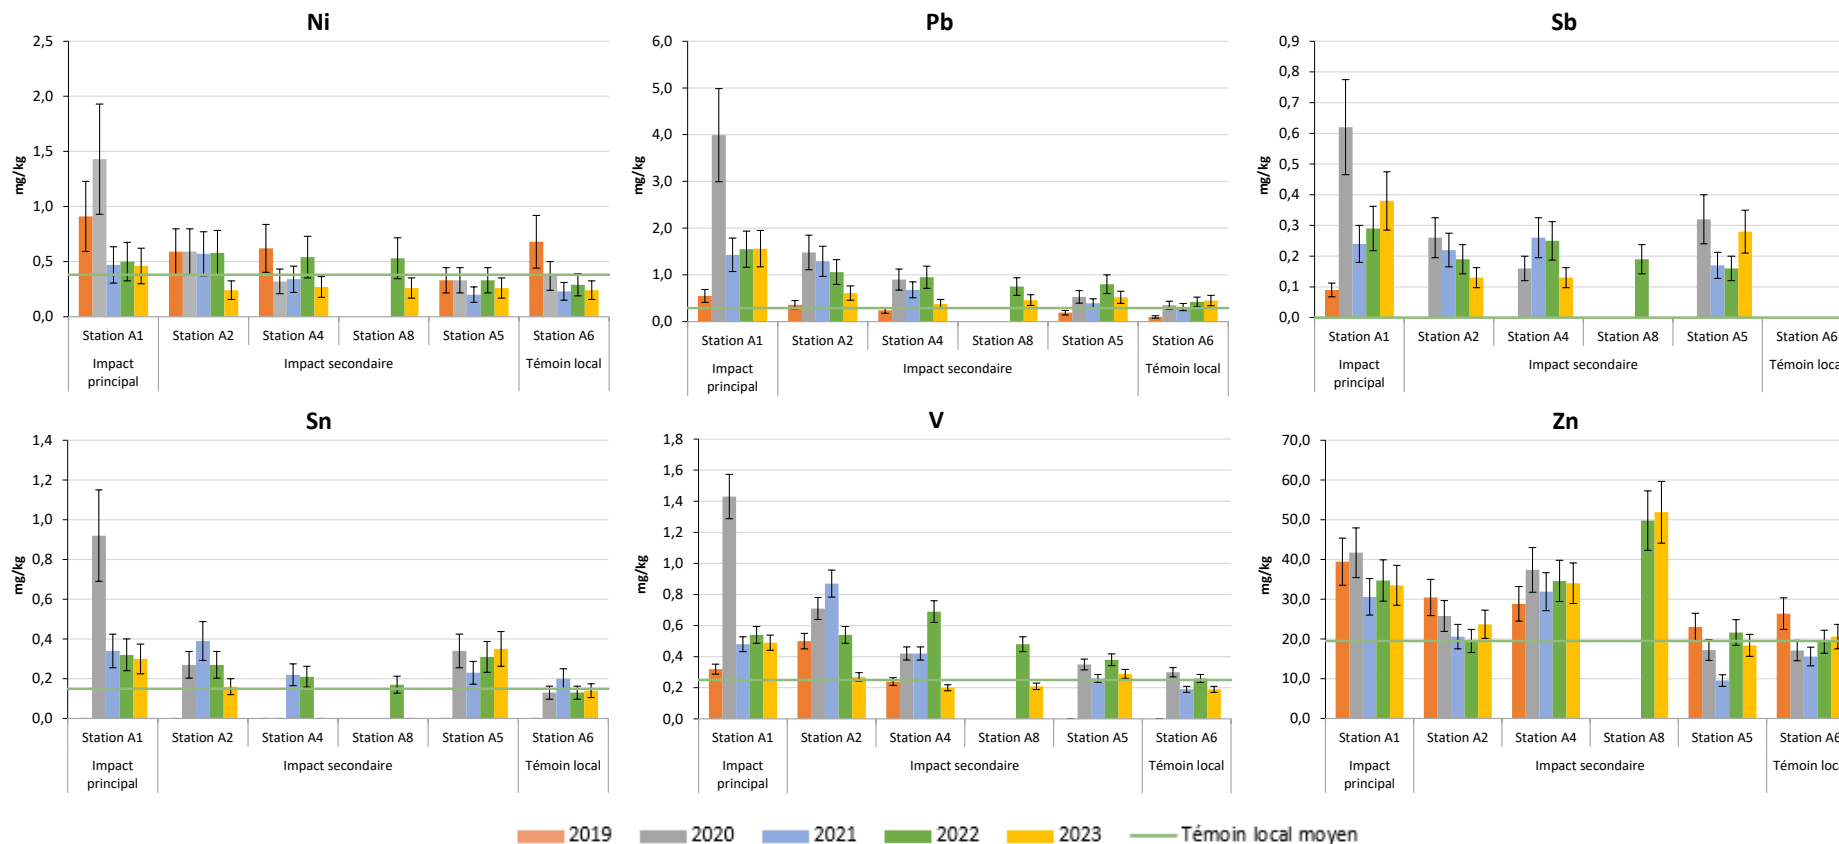 Ni
2,5
2,0
1,5
1,0
0,5
0,0
mg/kg
Station A1 Station A2 Station A4 Station A8 Station A5 Station A6
Impact principal Impact secondaire Témoin local
Pb
6,0
5,0
4,0
3,0
2,0
1,0
0,0
mg/kg
Station A1 Station A2 Station A4 Station A8 Station A5 Station A6
Impact principal Impact secondaire Témoin local
Sb
0,9
0,8
0,7
0,6
0,5
0,4
0,3
0,2
0,1
0,0
mg/kg
Station A1 Station A2 Station A4 Station A8 Station A5 Station A6
Impact principal Impact secondaire Témoin loca
Sn
1,4
1,2
1,0
0,8
0,6
0,4
0,2
0,0
mg/kg
Station A1 Station A2 Station A4 Station A8 Station A5 Station A6
Impact principal Impact secondaire Témoin local
V
1,8
1,6
1,4
1,2
1,0
0,8
0,6
0,4
0,2
0,0
mg/kg
Station A1 Station A2 Station A4 Station A8 Station A5 Station A6
Impact principal Impact secondaire Témoin local
Zn
70,0
60,0
50,0
40,0
30,0
20,0
10,0
0,0
mg/kg
Station A1 Station A2 Station A4 Station A8 Station A5 Station A6
Impact principal Impact secondaire Témoin loca
2019 2020 2021 2022 2023 Témoin local moyen